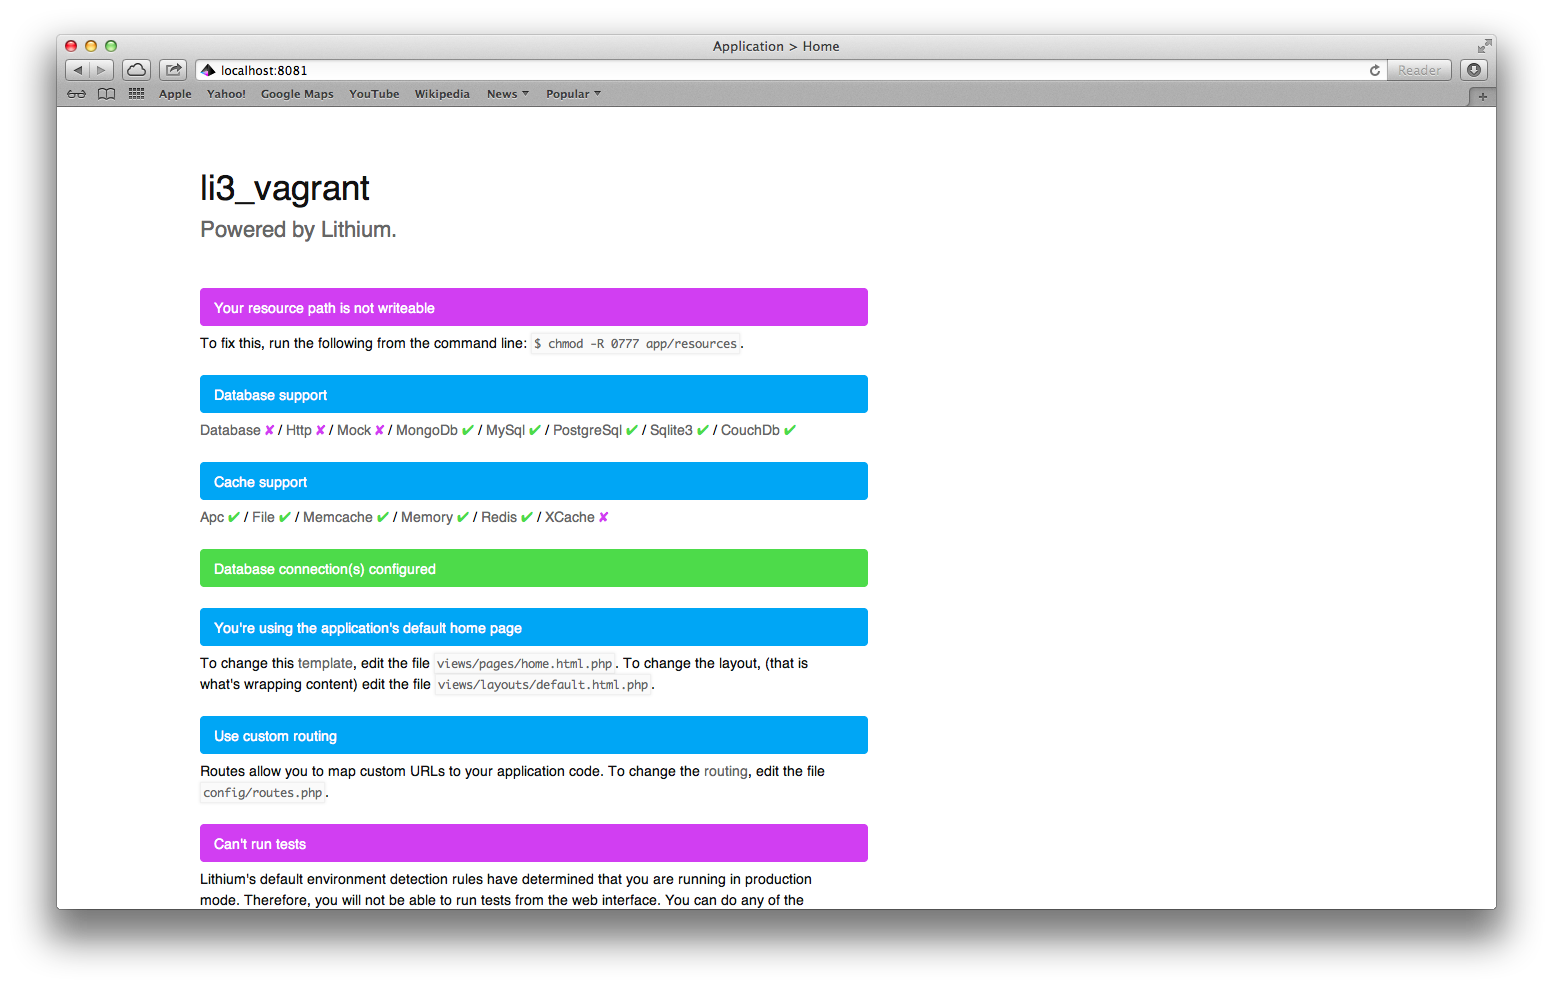 Application > Home
localhost:8081
Reader
Apple Yahoo! Google Maps YouTube Wikipedia News Popular
li3_vagrant
Powered by Lithium.
Your resource path is not writeable
To fix this, run the following from the command line: $ chmod -R 0777 app/resources.
Database support
Database ✘ / Http ✘ / Mock ✘ / MongoDb ✔ / MySql ✔ / PostgreSql ✔ / Sqlite3 ✔ / CouchDb ✔
Cache support
Apc ✔ / File ✔ / Memcache ✔ / Memory ✔ / Redis ✔ / XCache ✘
Database connection(s) configured
You're using the application's default home page
To change this template, edit the file views/pages/home.html.php. To change the layout, (that is
what's wrapping content) edit the file views/layouts/default.html.php.
Use custom routing
Routes allow you to map custom URLs to your application code. To change the routing, edit the file
config/routes.php.
Can't run tests
Lithium's default environment detection rules have determined that you are running in production
mode. Therefore, you will not be able to run tests from the web interface. You can do any of the